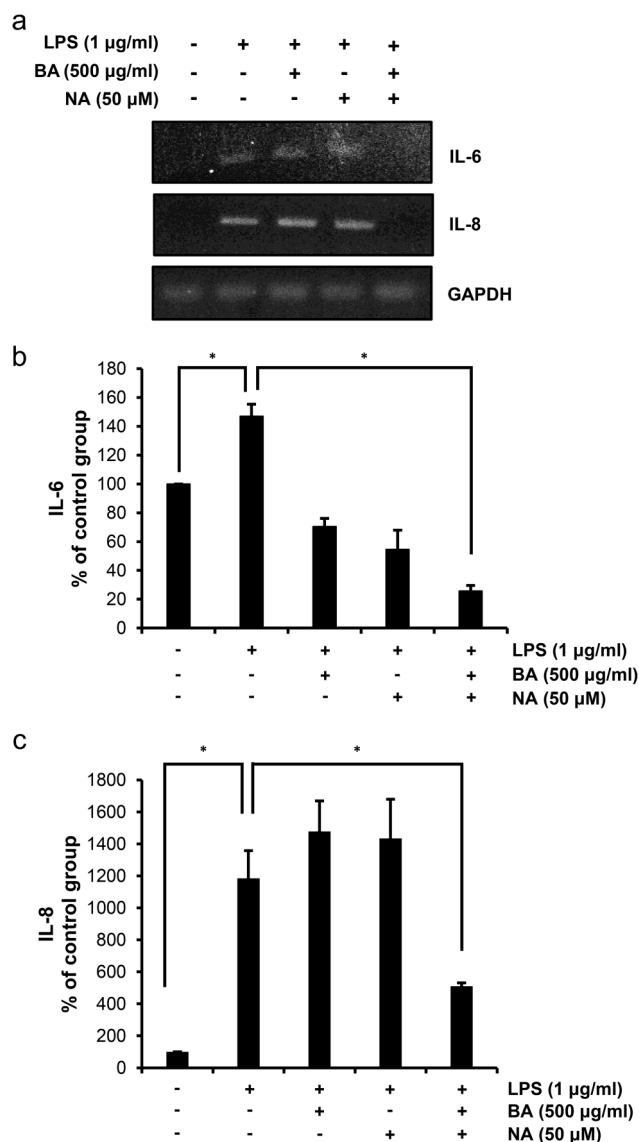 a
LPS (1 µg/ml) - + + + +
BA (500 µg/ml) - - + - +
NA (50 µM) - - - + +
IL-6
IL-8
GAPDH
b
* *
180
160
140
120
100
80
60
40
20
0
IL-6
% of control group
- + + + + LPS (1 µg/ml)
- - + - + BA (500 µg/ml)
- - - + + NA (50 µM)
c
* *
1800
1600
1400
1200
1000
800
600
400
200
0
IL-8
% of control group
- + + + + LPS (1 µg/ml)
- - + - + BA (500 µg/ml)
- - - + + NA (50 µM)